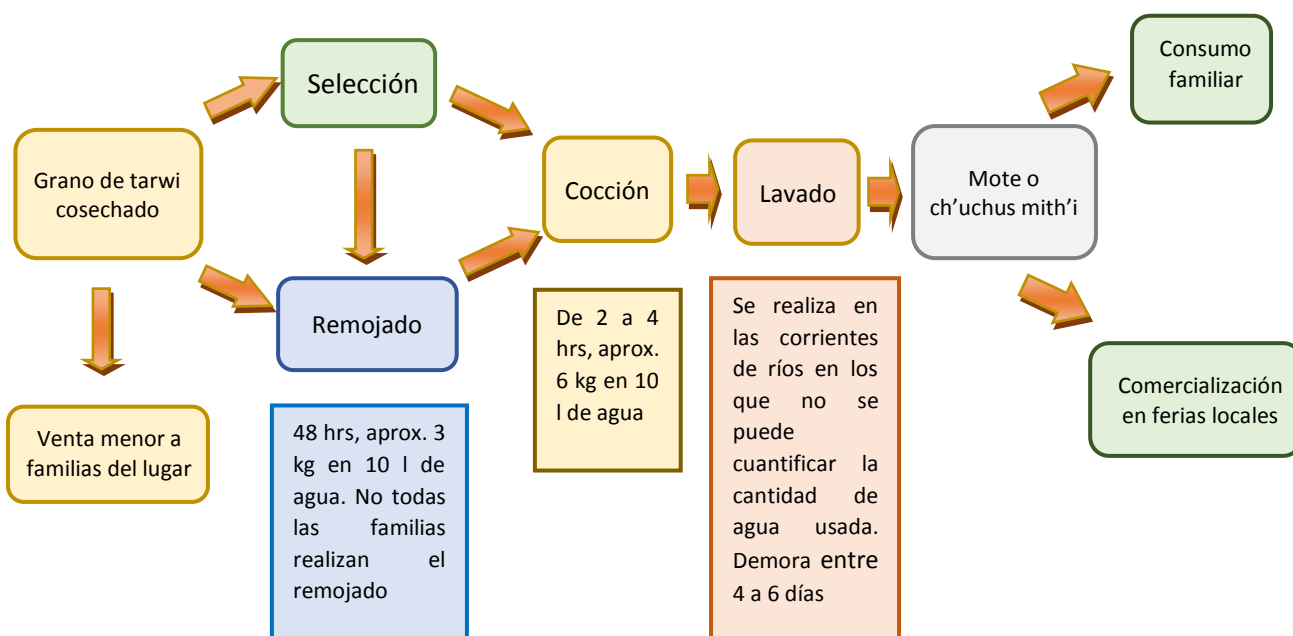 Selección
Consumo
familiar
Grano de tarwi
cosechado
Cocción
Lavado
Mote o
ch’uchus mith’i
Remojado
De 2 a 4
hrs, aprox.
6 kg en 10
l de agua
Se realiza en
las corrientes
de ríos en los
que no se
puede
cuantificar la
cantidad de
agua usada.
Demora entre
4 a 6 días
Comercialización
en ferias locales
Venta menor a
familias del lugar
48 hrs, aprox. 3
kg en 10 l de
agua. No todas
las familias
realizan el
remojado